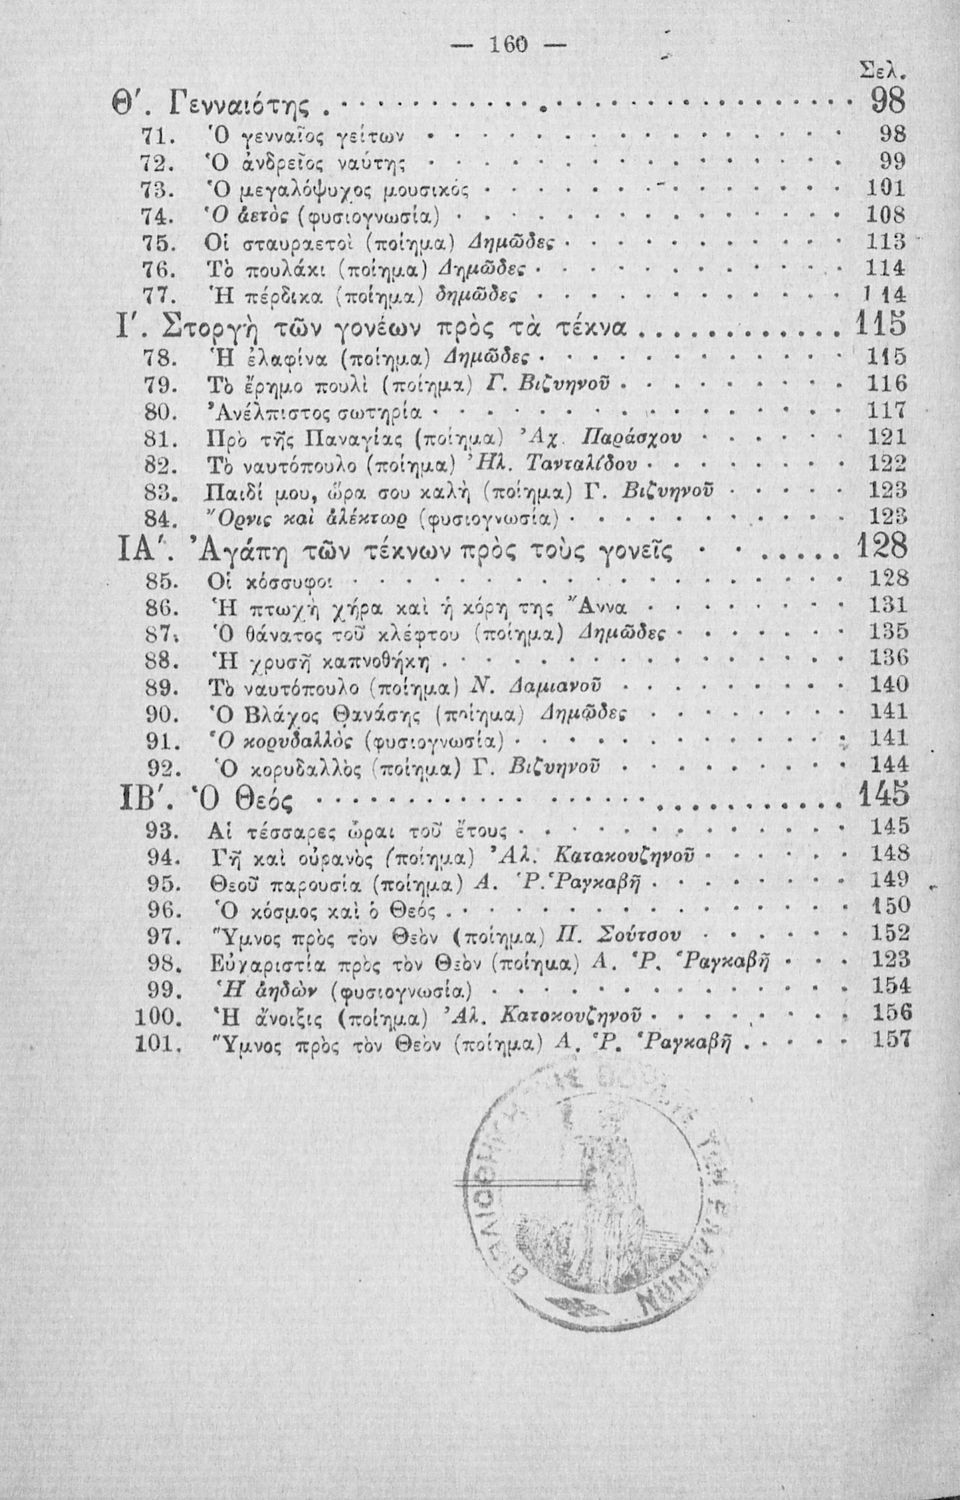 — 160 —
Σελ.
Θ'. Γενναιότης . . . . . . . . . . 98
71. Ὁ γενναῖος γείτων . . . . . . . . . . 98
72. Ὁ ἀνδρεῖος ναύτης . . . . . . . . . . 99
73. Ὁ μεγαλόψυχος μουσικός . . . . . . . . . . 101
74. Ὁ ἀετὸς (φυσιογνωσία) . . . . . . . . . . 108
75. Οἱ σταυραετοὶ (ποίημα) Δημῶδες . . . . . . . . . . 113
76. Τὸ πουλάκι (ποίημα) Δημῶδες . . . . . . . . . . 114
77. Ἡ πέρδικα (ποίημα) δημῶδες . . . . . . . . . . 114
Ι'. Στοργὴ τῶν γονέων πρὸς τὰ τέκνα . . . . . . . . . . 115
78. Ἡ ἐλαφίνα (ποίημα) Δημῶδες . . . . . . . . . . 115
79. Τὸ ἔρημο πουλὶ (ποίημα) Γ. Βιζυηνοῦ . . . . . . . . . . 116
80. Ἀνέλπιστος σωτηρία . . . . . . . . . . 117
81. Πρὸ τῆς Παναγίας (ποίημα) Ἀχ. Παράσχου . . . . . 121
82. Τὸ ναυτόπουλο (ποίημα) Ἠλ. Τανταλίδου . . . . . . . . 122
83. Παιδί μου, ὥρα σου καλὴ (ποίημα) Γ. Βιζυηνοῦ . . . . . 123
84. Ὄρνις καὶ ἀλέκτωρ (φυσιογνωσία) . . . . . . . . . . 123
ΙΑ'. Ἀγάπη τῶν τέκνων πρὸς τοὺς γονεῖς . . . . . . . 128
85. Οἱ κόσσυφοι . . . . . . . . . . 128
86. Ἡ πτωχὴ χήρα καὶ ἡ κόρη της Ἄννα . . . . . . . . 131
87. Ὁ θάνατος τοῦ κλέφτου (ποίημα) Δημῶδες . . . . . . . 135
88. Ἡ χρυσῆ καπνοθήκη . . . . . . . . . . 136
89. Τὸ ναυτόπουλο (ποίημα) Ν. Δαμιανοῦ . . . . . . . . 140
90. Ὁ Βλάχος Θανάσης (ποίημα) Δημῶδες . . . . . . . . 141
91. Ὁ κορυδαλλὸς (φυσιογνωσία) . . . . . . . . . . 141
92. Ὁ κορυδαλλὸς (ποίημα) Γ. Βιζυηνοῦ . . . . . . . . 144
ΙΒ'. Ὁ Θεός . . . . . . . . . . 145
93. Αἱ τέσσαρες ὧραι τοῦ ἔτους . . . . . . . . . . 145
94. Γῆ καὶ οὐρανὸς (ποίημα) Ἀλ. Κατακουζηνοῦ . . . . . . 148
95. Θεοῦ παρουσία (ποίημα) Α. Ῥ. Ῥαγκαβῆ . . . . . . . . 149
96. Ὁ κόσμος καὶ ὁ Θεός . . . . . . . . . . 150
97. Ὕμνος πρὸς τὸν Θεὸν (ποίημα) Π. Σούτσου . . . . . . 152
98. Εὐχαριστία πρὸς τὸν Θεὸν (ποίημα) Α. Ῥ. Ῥαγκαβῆ . . . 123
99. Ἡ ἀηδὼν (φυσιογνωσία) . . . . . . . . . . 154
100. Ἡ ἄνοιξις (ποίημα) Ἀλ. Κατοκουζηνοῦ . . . . . . . . 156
101. Ὕμνος πρὸς τὸν Θεὸν (ποίημα) Α. Ῥ. Ῥαγκαβῆ . . . . . 157
ΒΙΒΛΙΟΘΗΚΗ ΤΗΣ ΒΟΥΛΗΣ ΤΩΝ ΕΛΛΗΝΩΝ